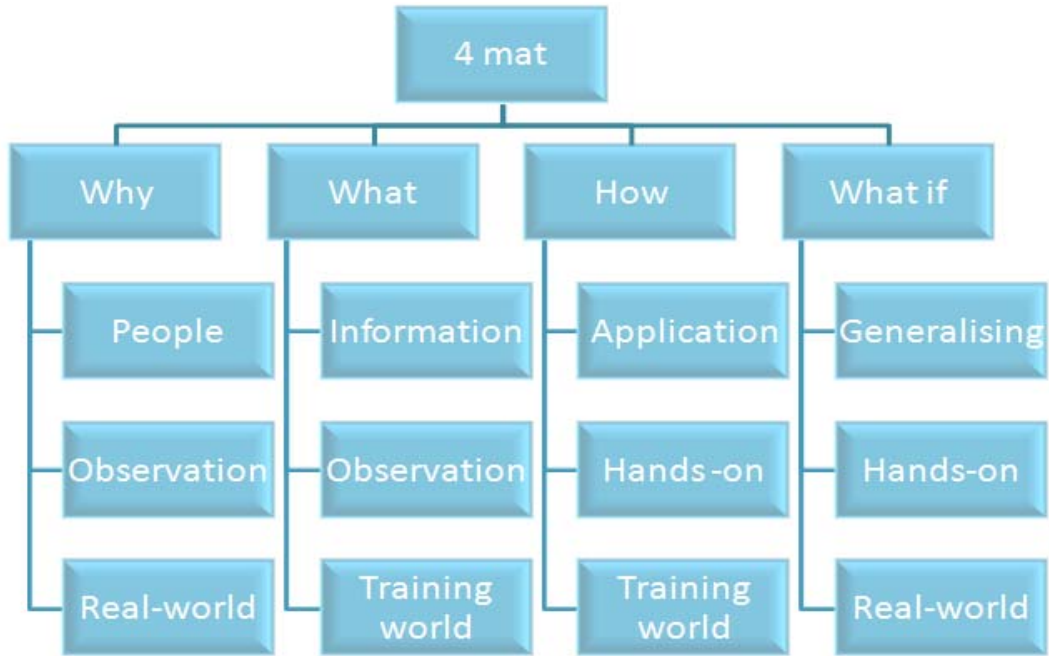 4 mat
Why
What
How
What if
People
Information
Application
Generalising
Observation
Observation
Hands -on
Hands-on
Real-world
Training
world
Training
world
Real-world